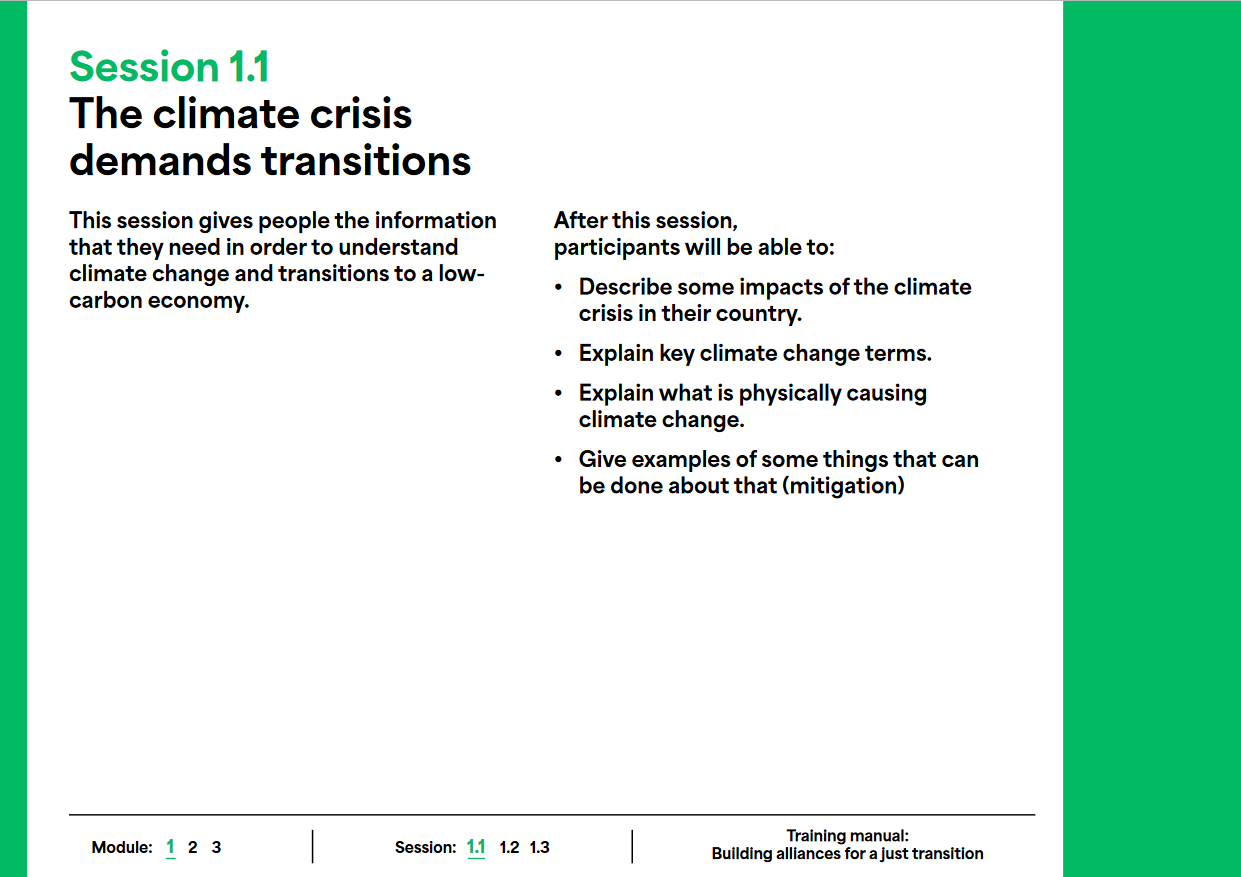 Session 1.1
The climate crisis
demands transitions
This session gives people the information
that they need in order to understand
climate change and transitions to a low-
carbon economy.
After this session,
participants will be able to:
• Describe some impacts of the climate
crisis in their country.
• Explain key climate change terms.
• Explain what is physically causing
climate change.
• Give examples of some things that can
be done about that (mitigation)
Module: 1 2 3
Session: 1.1 1.2 1.3
Training manual:
Building alliances for a just transition